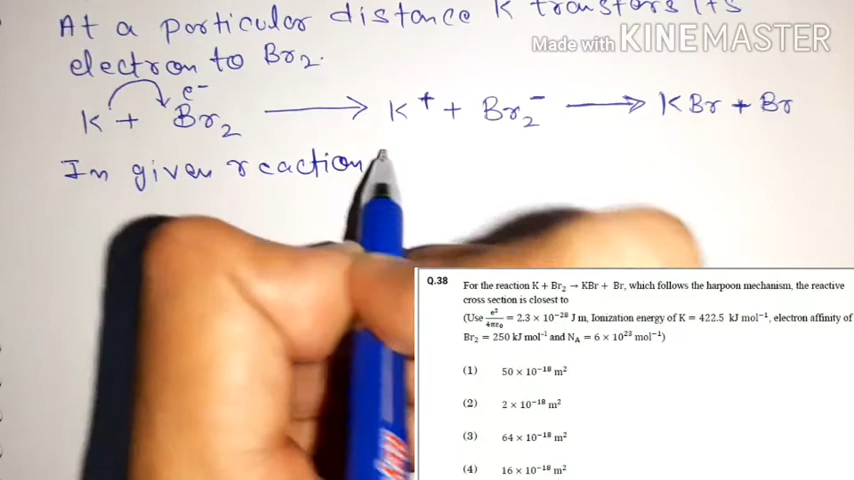 At a particular distance K transfers its
Made with KINEMASTER
electron to Br₂.
e⁻
K + Br₂ → K⁺ + Br₂⁻ → KBr + Br
In given reaction
Q.38 For the reaction K + Br₂ → KBr + Br, which follows the harpoon mechanism, the reactive
cross section is closest to
(Use e²/4πε₀ = 2.3 × 10⁻²⁸ J m, Ionization energy of K = 422.5 kJ mol⁻¹, electron affinity of
Br₂ = 250 kJ mol⁻¹ and N_A = 6 × 10²³ mol⁻¹)
(1) 50 × 10⁻¹⁸ m²
(2) 2 × 10⁻¹⁸ m²
(3) 64 × 10⁻¹⁸ m²
(4) 16 × 10⁻¹⁸ m²